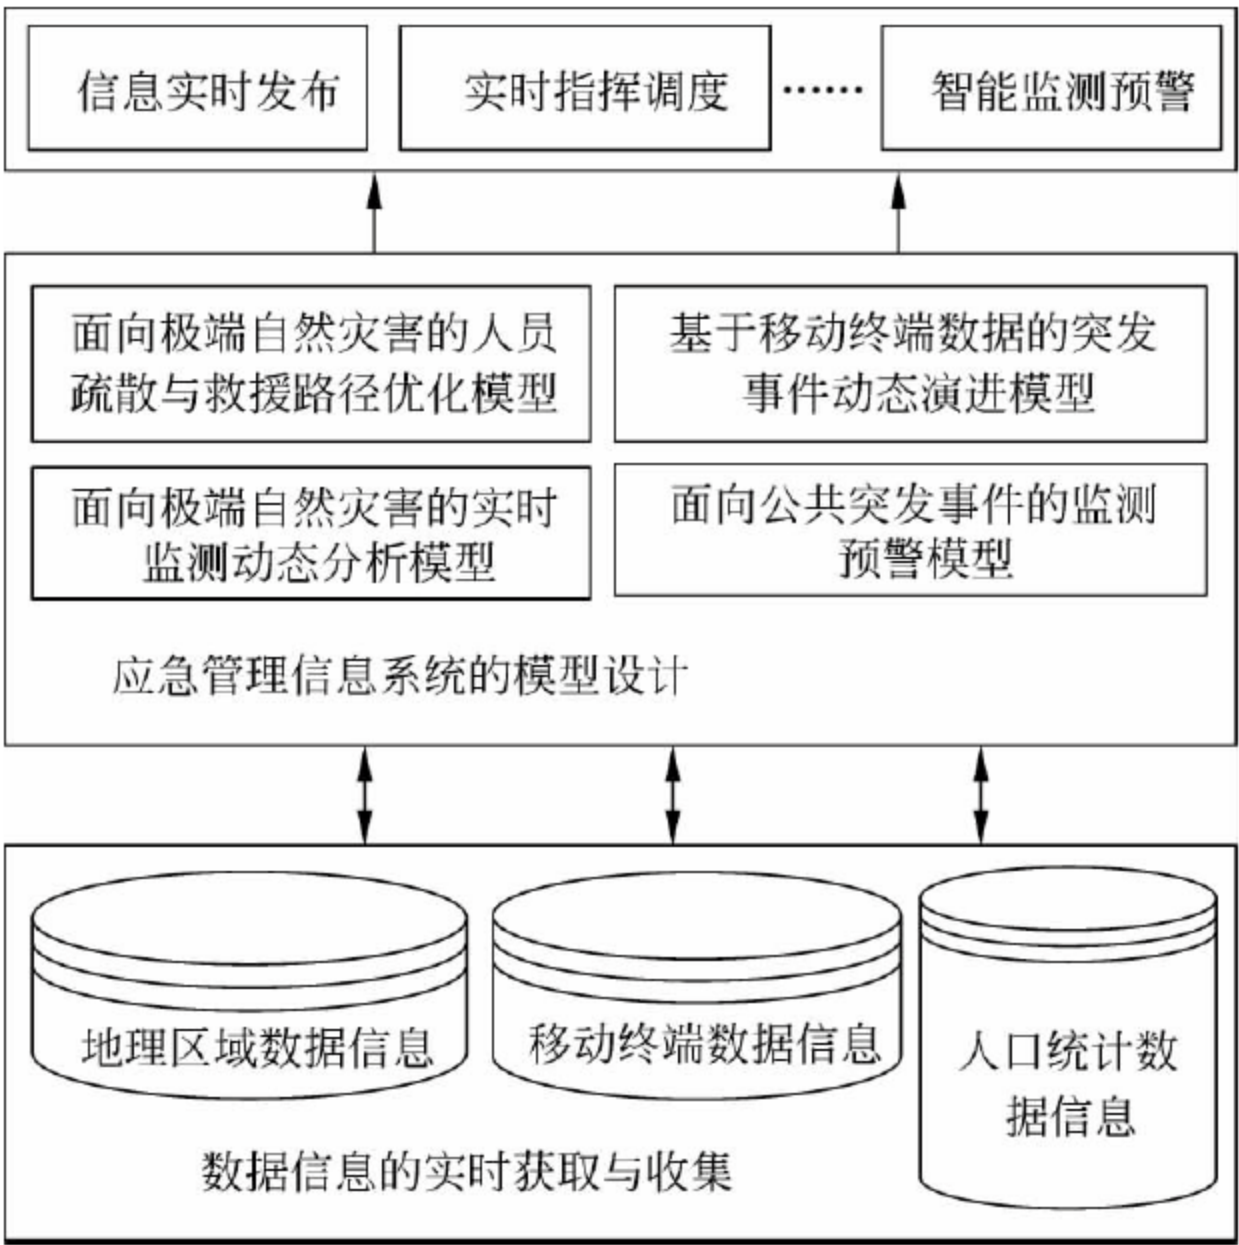 信息实时发布
实时指挥调度
……
智能监测预警
面向极端自然灾害的人员
疏散与救援路径优化模型
基于移动终端数据的突发
事件动态演进模型
面向极端自然灾害的实时
监测动态分析模型
面向公共突发事件的监测
预警模型
应急管理信息系统的模型设计
地理区域数据信息
移动终端数据信息
人口统计数
据信息
数据信息的实时获取与收集